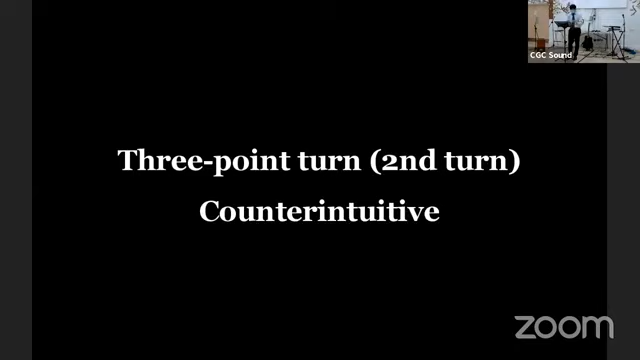 CGC Sound
Three-point turn (2nd turn)
Counterintuitive
zoom